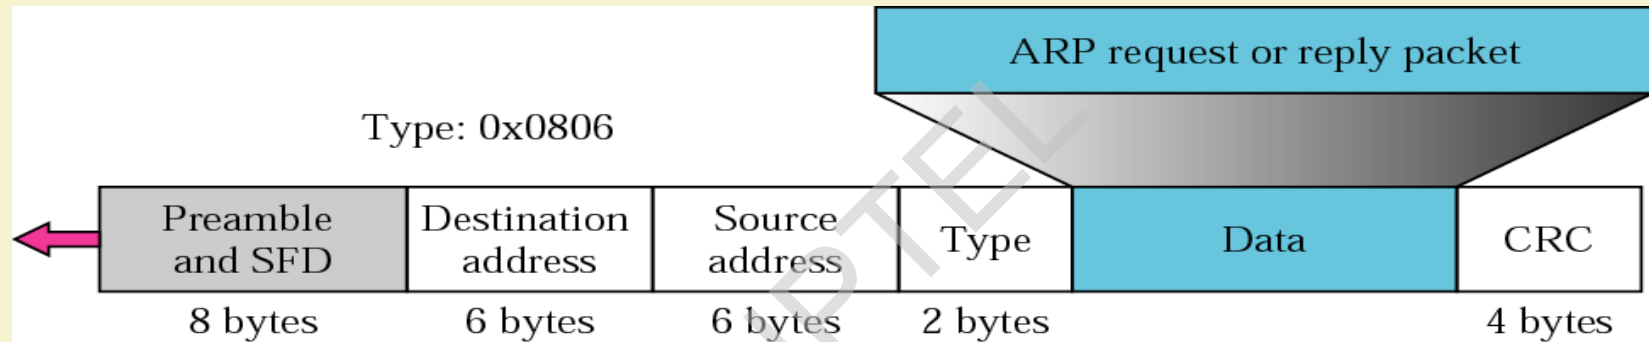 ARP request or reply packet
Type: 0x0806
Preamble
and SFD
Destination
address
Source
address
Type
Data
CRC
8 bytes
6 bytes
6 bytes
2 bytes
4 bytes
NPTEL